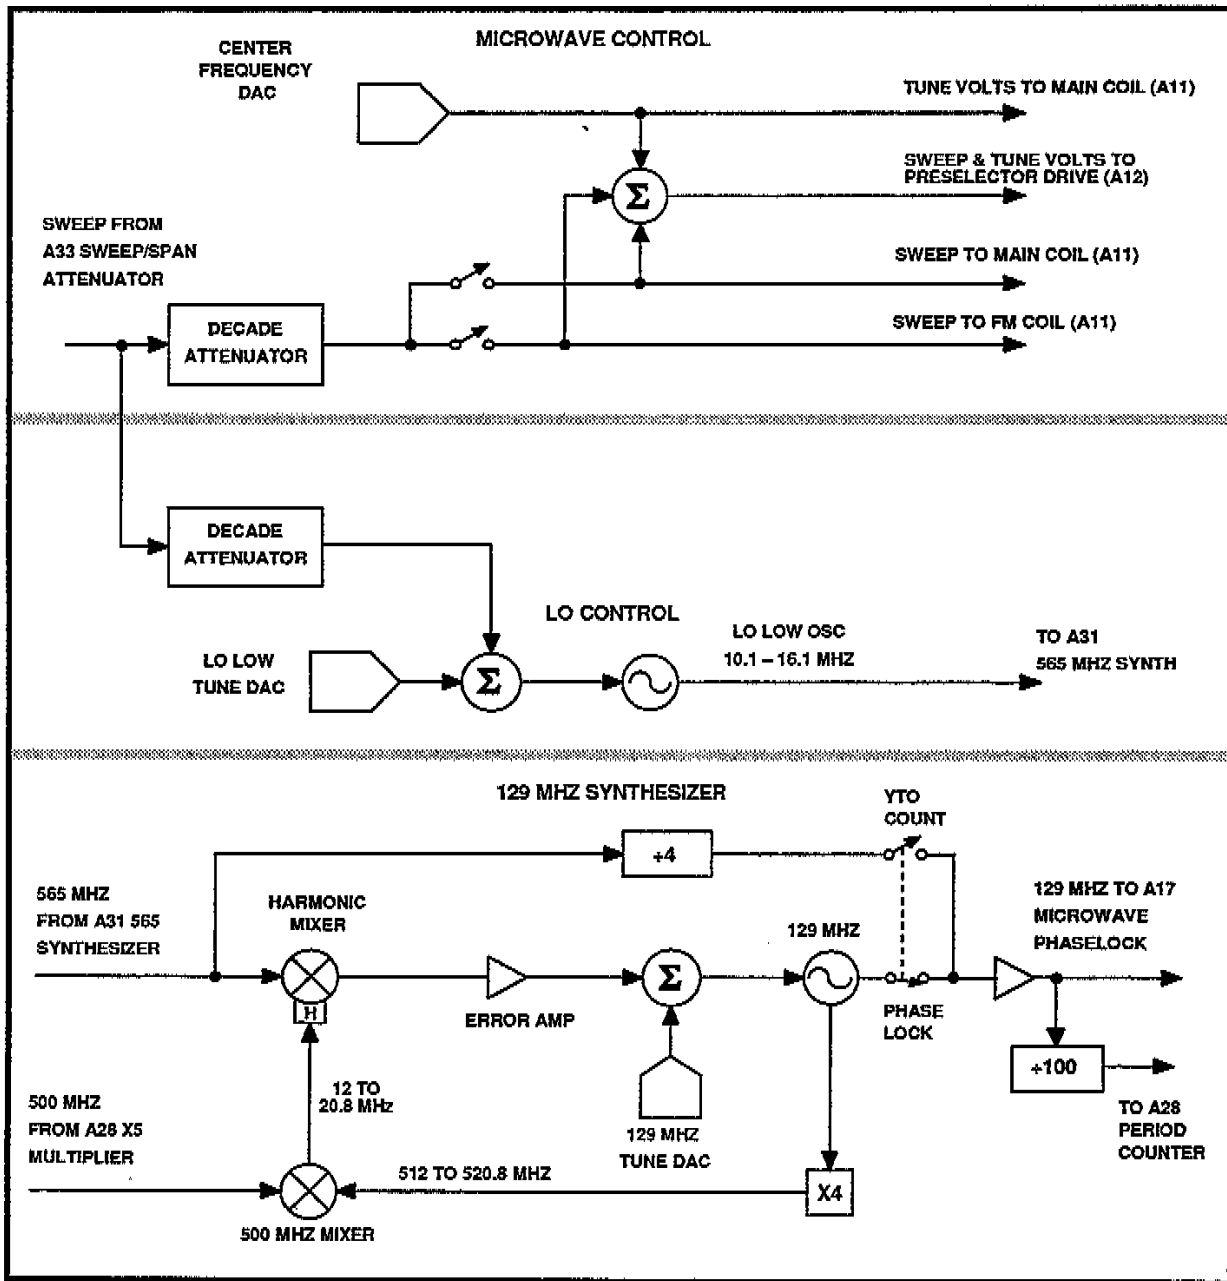 MICROWAVE CONTROL
CENTER
FREQUENCY
DAC
TUNE VOLTS TO MAIN COIL (A11)
SWEEP & TUNE VOLTS TO
PRESELECTOR DRIVE (A12)
Σ
SWEEP FROM
A33 SWEEP/SPAN
ATTENUATOR
SWEEP TO MAIN COIL (A11)
DECADE
ATTENUATOR
SWEEP TO FM COIL (A11)
DECADE
ATTENUATOR
LO CONTROL
LO LOW
TUNE DAC
Σ
LO LOW OSC
10.1 – 16.1 MHZ
TO A31
565 MHZ SYNTH
129 MHZ SYNTHESIZER
YTO
COUNT
÷4
565 MHZ
FROM A31 565
SYNTHESIZER
HARMONIC
MIXER
H
ERROR AMP
Σ
129 MHZ
PHASE
LOCK
129 MHZ TO A17
MICROWAVE
PHASELOCK
÷100
TO A28
PERIOD
COUNTER
12 TO
20.8 MHz
129 MHZ
TUNE DAC
500 MHZ
FROM A28 X5
MULTIPLIER
512 TO 520.8 MHZ
X4
500 MHZ MIXER